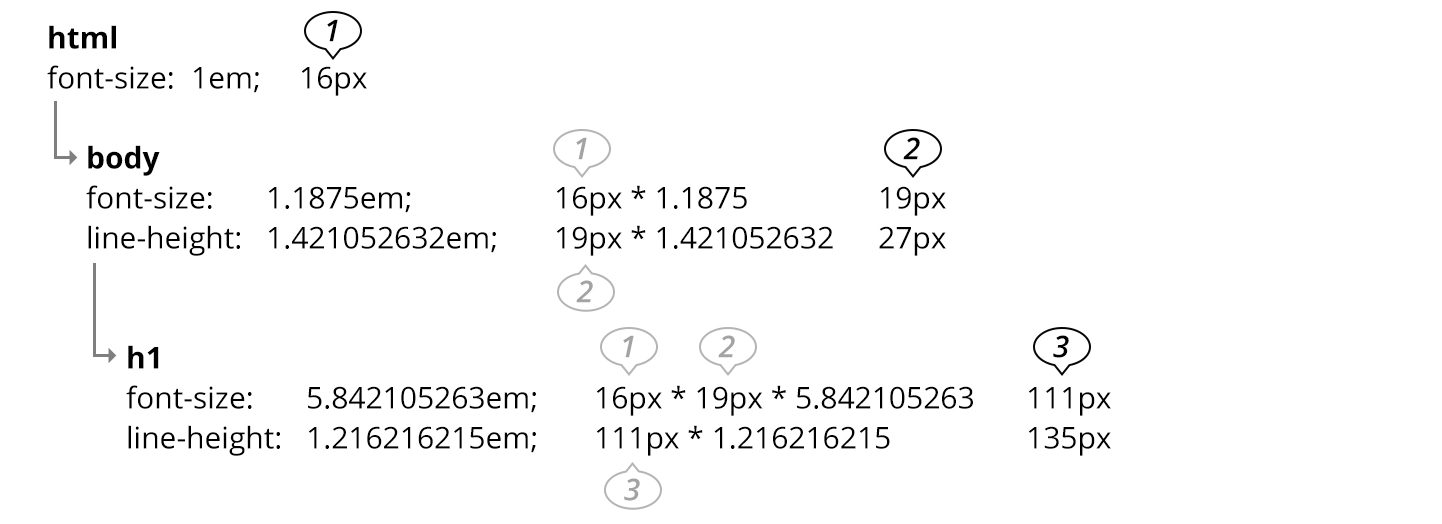 1
html
font-size: 1em; 16px
1 2
body
font-size: 1.1875em; 16px * 1.1875 19px
line-height: 1.421052632em; 19px * 1.421052632 27px
2
1 2 3
h1
font-size: 5.842105263em; 16px * 19px * 5.842105263 111px
line-height: 1.216216215em; 111px * 1.216216215 135px
3